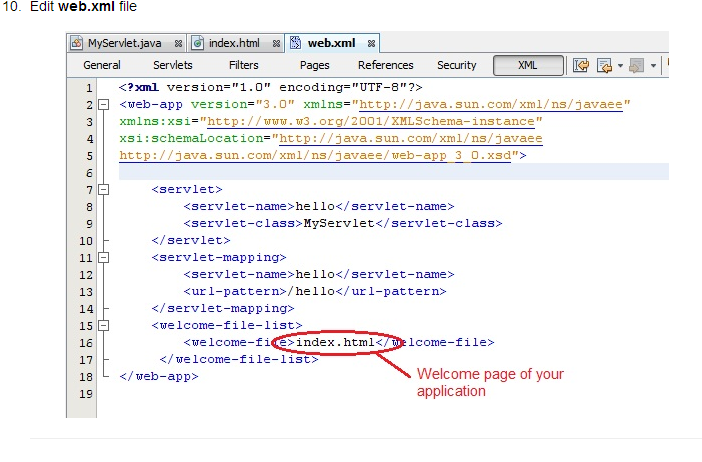 10. Edit web.xml file
MyServlet.java index.html web.xml
General Servlets Filters Pages References Security XML
1 <?xml version="1.0" encoding="UTF-8"?>
2 <web-app version="3.0" xmlns="http://java.sun.com/xml/ns/javaee"
3 xmlns:xsi="http://www.w3.org/2001/XMLSchema-instance"
4 xsi:schemaLocation="http://java.sun.com/xml/ns/javaee
5 http://java.sun.com/xml/ns/javaee/web-app_3_0.xsd">
6
7 <servlet>
8 <servlet-name>hello</servlet-name>
9 <servlet-class>MyServlet</servlet-class>
10 </servlet>
11 <servlet-mapping>
12 <servlet-name>hello</servlet-name>
13 <url-pattern>/hello</url-pattern>
14 </servlet-mapping>
15 <welcome-file-list>
16 <welcome-file>index.html</welcome-file>
17 </welcome-file-list>
18 </web-app>
19
Welcome page of your
application